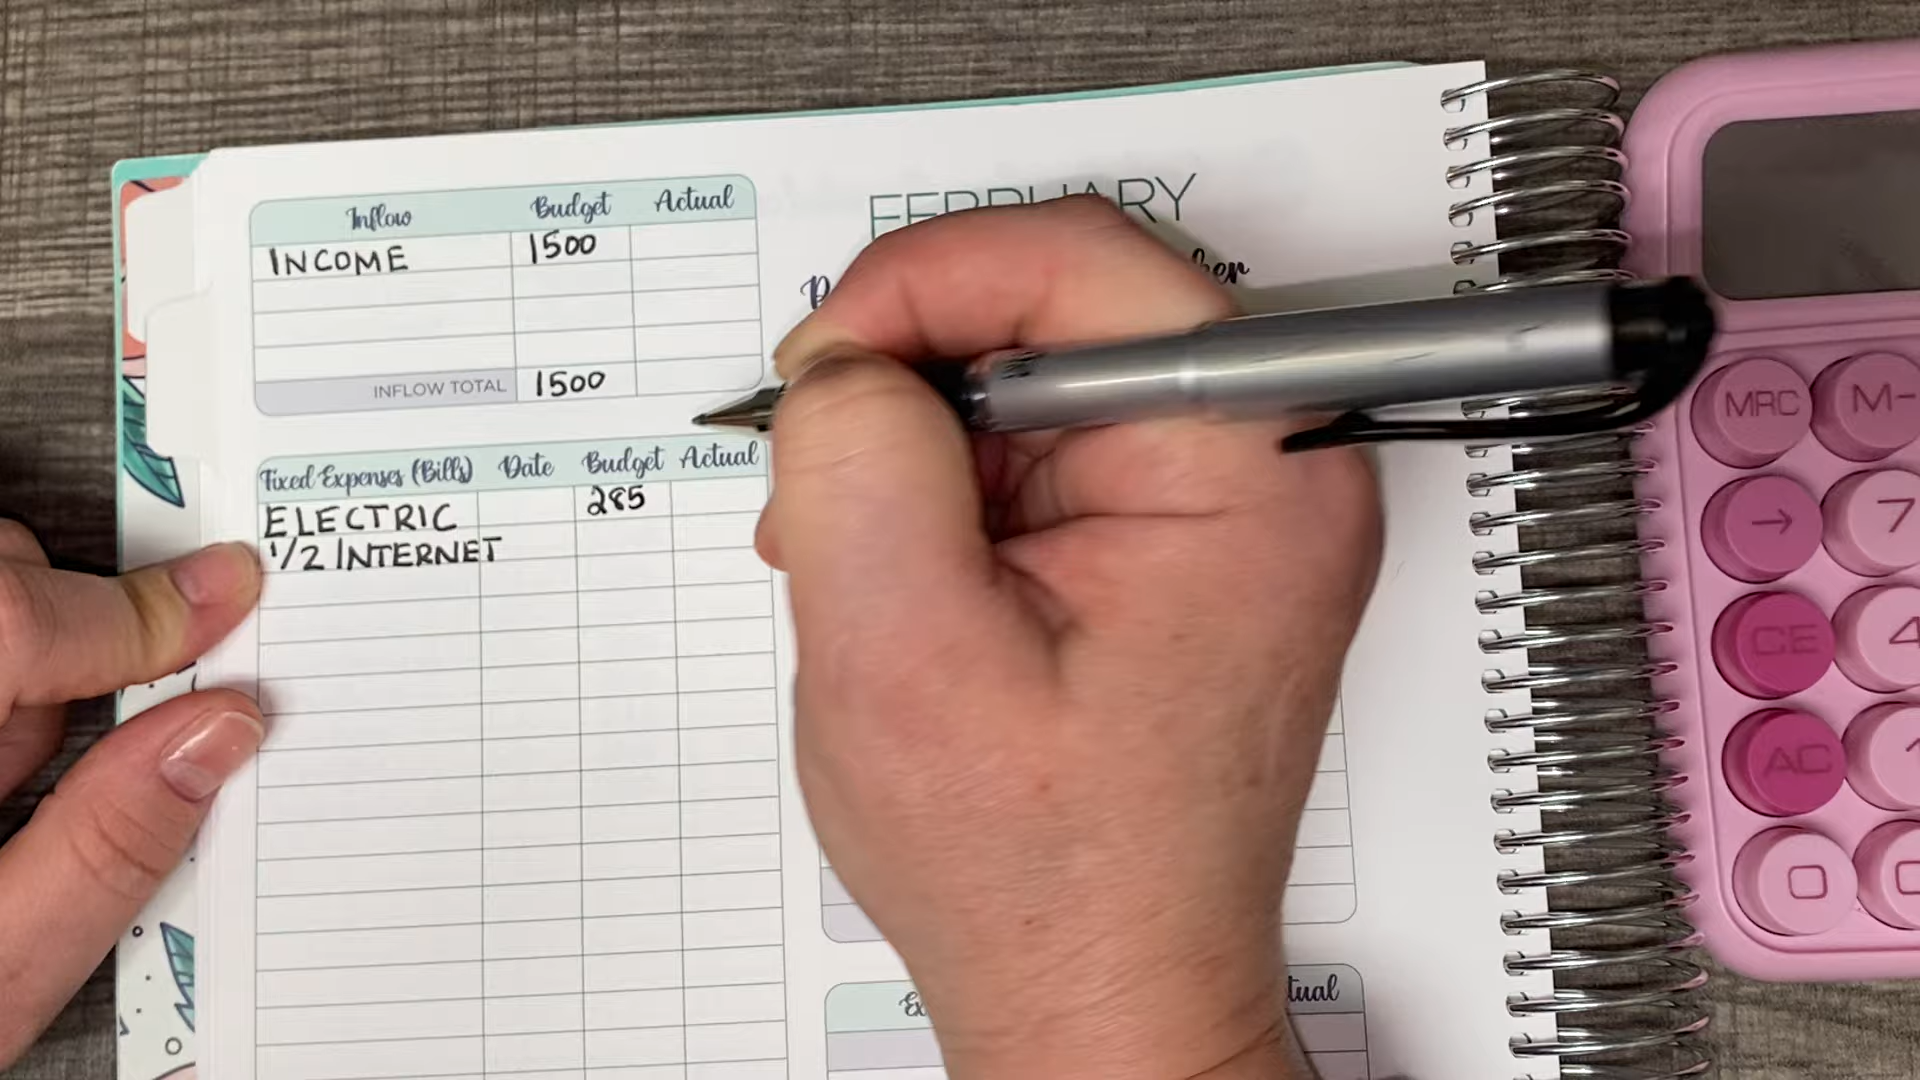 Inflow Budget Actual
INCOME 1500
INFLOW TOTAL 1500
FEBRUARY
Fixed Expenses (Bills) Date Budget Actual
ELECTRIC 285
1/2 INTERNET
MRC M-
→ 7
CE 4
AC
0